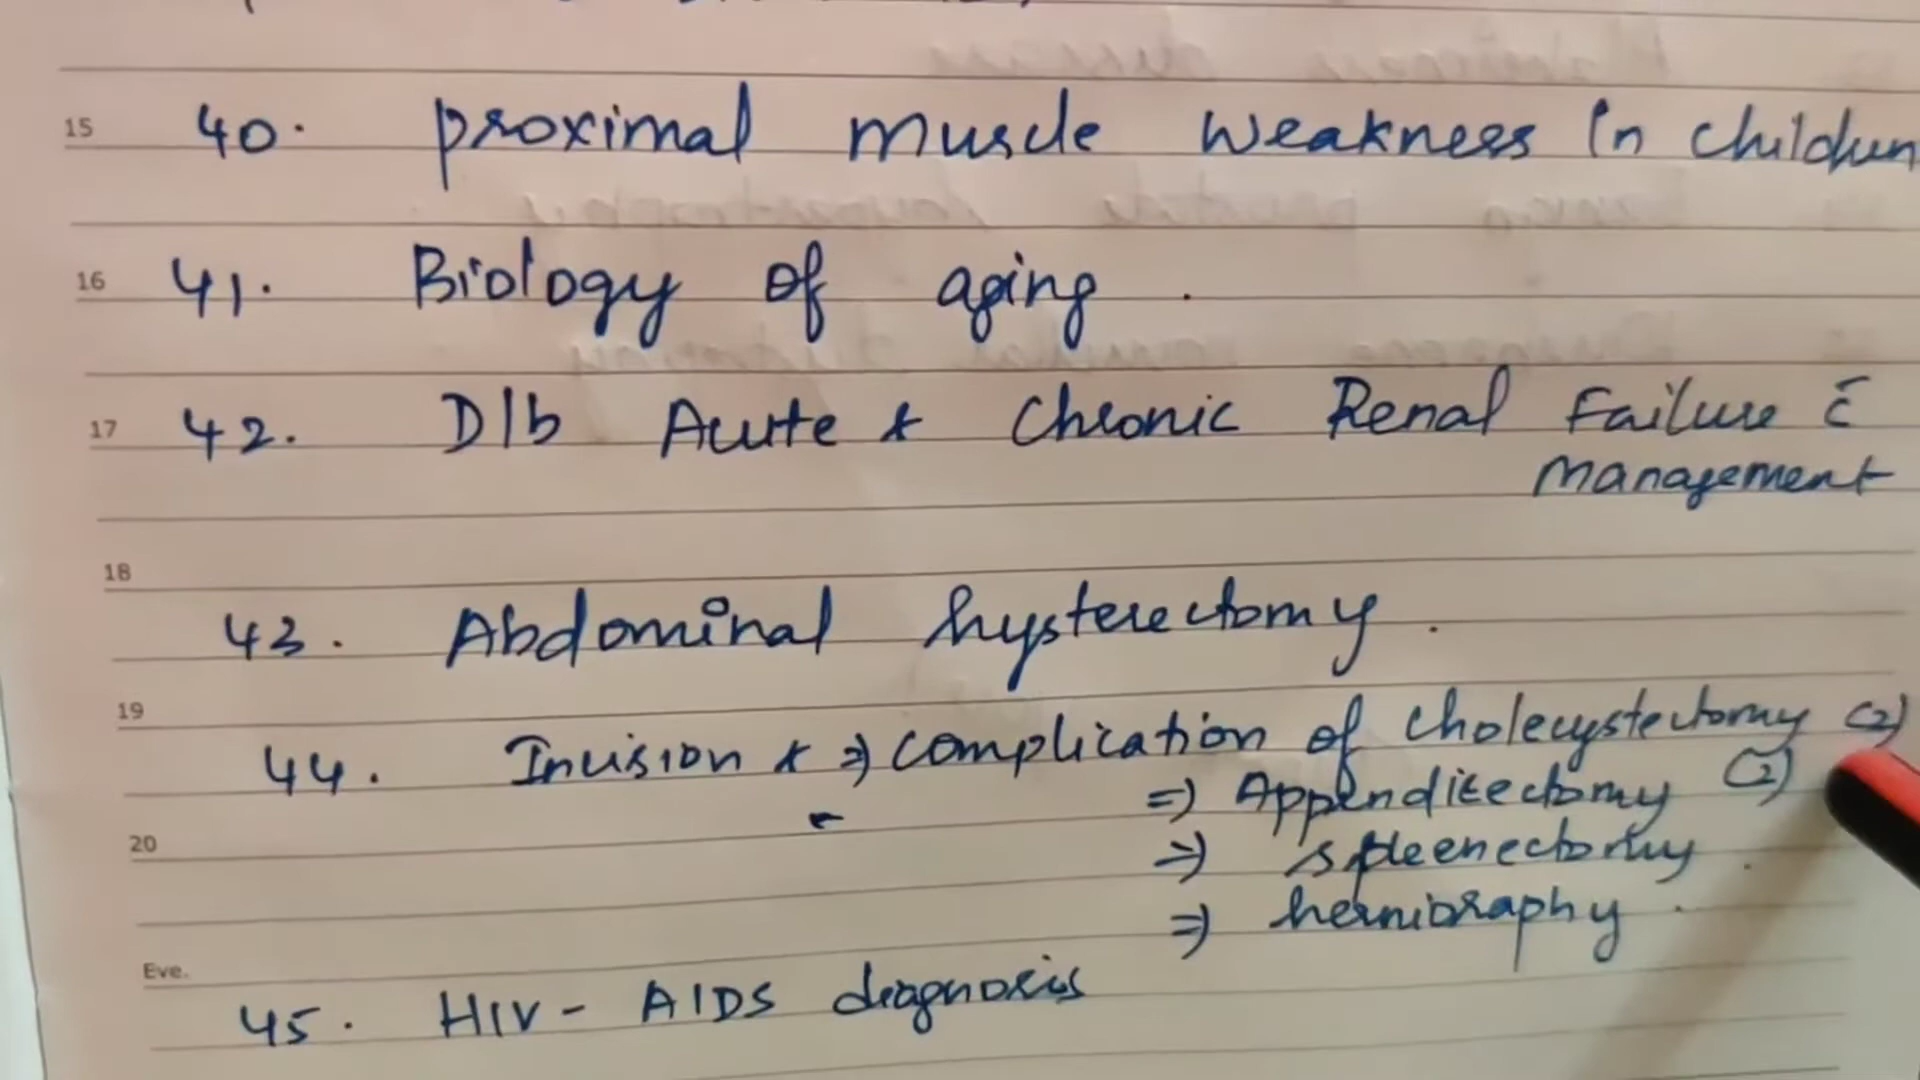 15 40. proximal muscle weakness in children
16 41. Biology of aging.
17 42. D/b Acute & Chronic Renal Failure c̄
management
18
43. Abdominal hysterectomy.
19
44. Incision & ⇒ complication of cholecystectomy (2)
⇒ Appendicectomy (2)
20
⇒ spleenectomy.
⇒ hernioraphy.
Eve.
45. HIV - AIDS diagnosis